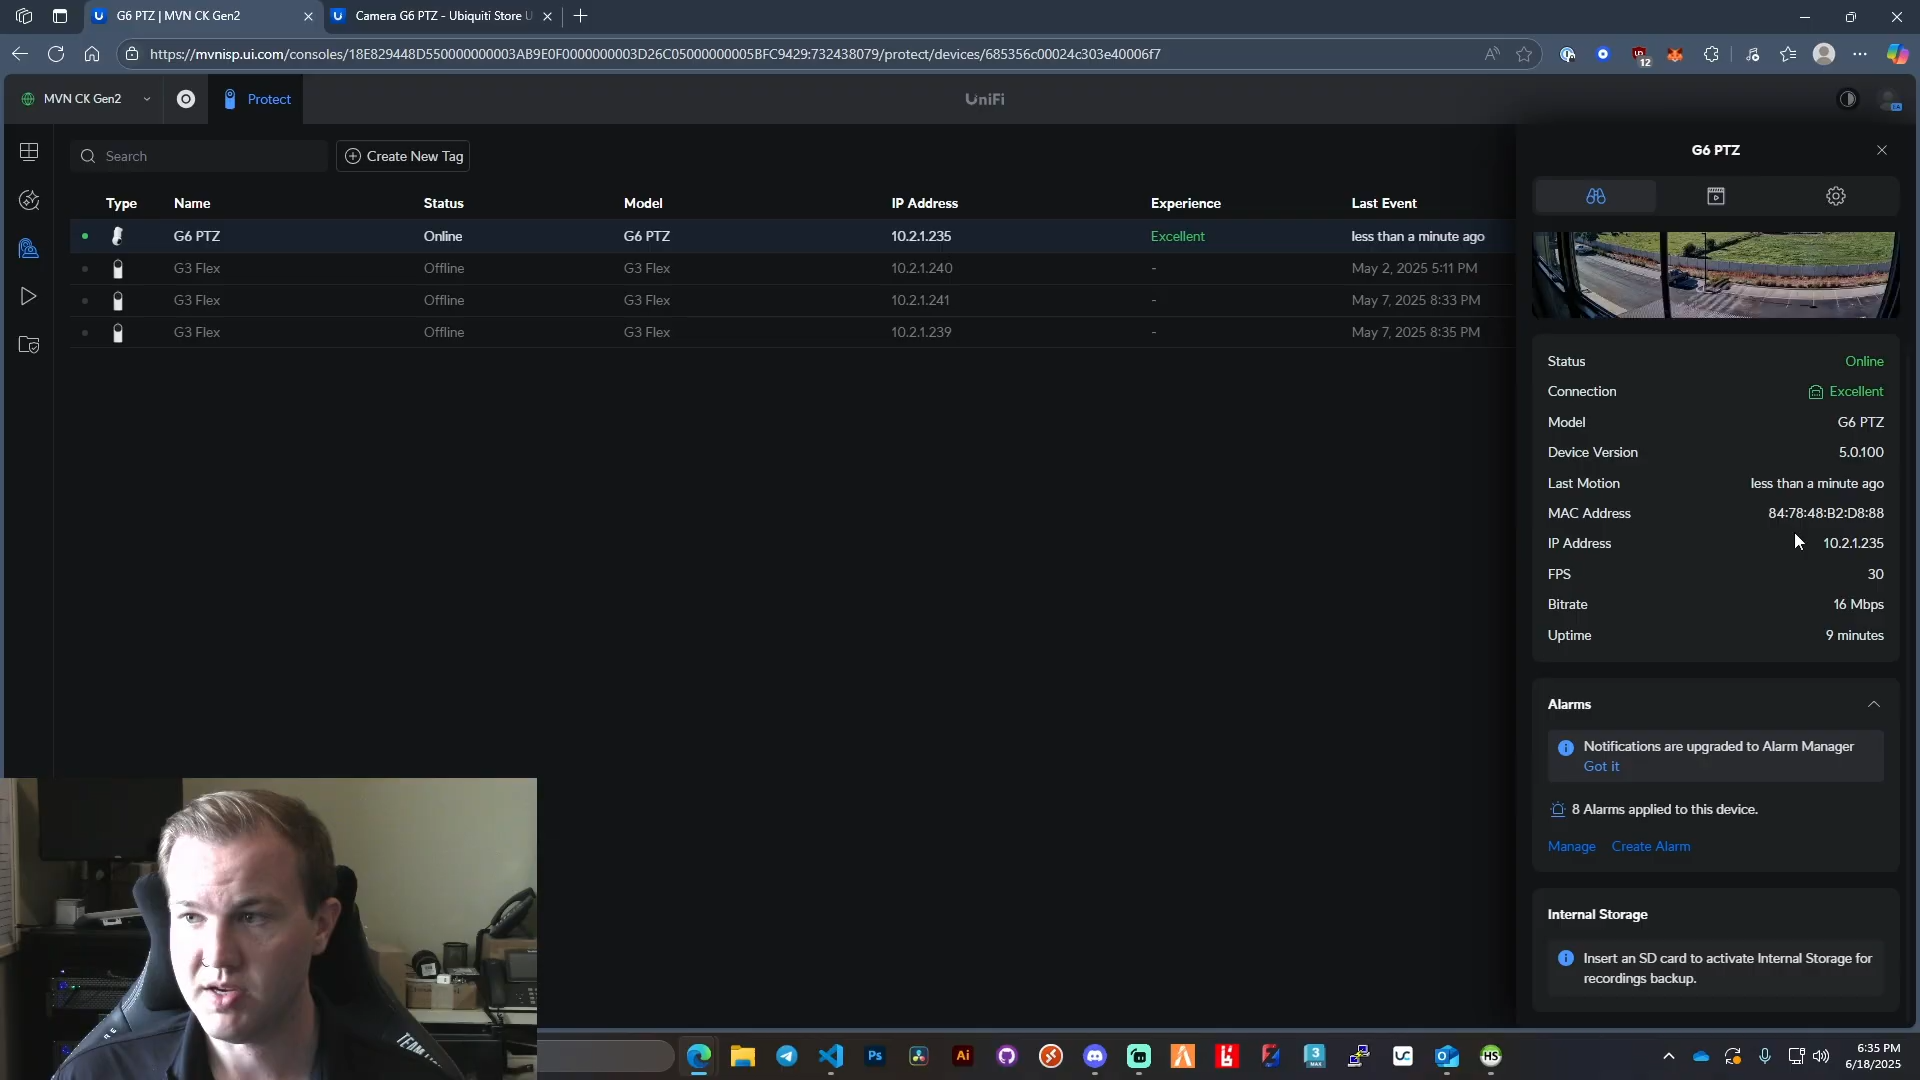 G6 PTZ | MVN CK Gen2
Camera G6 PTZ - Ubiquiti Store U
https://mvnisp.ui.com/consoles/18E829448D550000000003AB9E0F0000000003D26C05000000005BFC9429:732438079/protect/devices/685356c00024c303e40006f7
12
MVN CK Gen2
Protect
UniFi
EA
Search
Create New Tag
Type Name Status Model IP Address Experience Last Event
G6 PTZ Online G6 PTZ 10.2.1.235 Excellent less than a minute ago
G3 Flex Offline G3 Flex 10.2.1.240 - May 2, 2025 5:11 PM
G3 Flex Offline G3 Flex 10.2.1.241 - May 7, 2025 8:33 PM
G3 Flex Offline G3 Flex 10.2.1.239 - May 7, 2025 8:35 PM
G6 PTZ
Status Online
Connection Excellent
Model G6 PTZ
Device Version 5.0.100
Last Motion less than a minute ago
MAC Address 84:78:48:B2:D8:88
IP Address 10.2.1.235
FPS 30
Bitrate 16 Mbps
Uptime 9 minutes
Alarms
Notifications are upgraded to Alarm Manager
Got it
8 Alarms applied to this device.
Manage Create Alarm
Internal Storage
Insert an SD card to activate Internal Storage for
recordings backup.
Ps
Ai
3
MAX
UC
HS
6:35 PM
6/18/2025